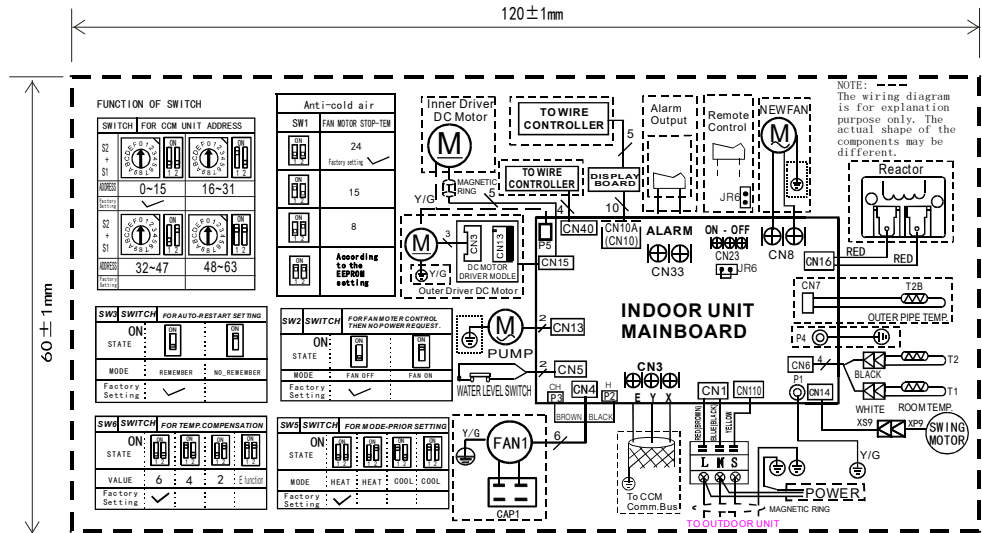 120±1mm
60±1mm
FUNCTION OF SWITCH
SWITCH FOR CCM UNIT ADDRESS
S2
+
S1
ADDRESS 0~15 16~31
Factory
Setting
S2
+
S1
ADDRESS 32~47 48~63
Factory
Setting
SW3 SWITCH FOR AUTO-RESTART SETTING
ON
STATE
MODE REMEMBER NO_REMEMBER
Factory
Setting
SW6 SWITCH FOR TEMP.COMPENSATION
ON
STATE
VALUE 6 4 2 E function
Factory
Setting
Anti-cold air
SW1 FAN MOTOR STOP-TEM
24
Factory setting
15
8
According
to the
EEPROM
setting
SW2 SWITCH FOR FAN MOTER CONTROL
THEN NO POWER REQUEST.
ON
STATE
MODE FAN OFF FAN ON
Factory
Setting
SW5 SWITCH FOR MODE-PRIOR SETTING
ON
STATE
MODE HEAT HEAT COOL COOL
Factory
Setting
Inner Driver
DC Motor
M
MAGNETIC
RING
Y/G
5
M
3
CN3
CN13
DC MOTOR
DRIVER MODLE
Y/G
Outer Driver DC Motor
TO WIRE
CONTROLLER
5
TO WIRE
CONTROLLER
DISPLAY
BOARD
4
10
Alarm
Output
Remote
Control
JR6
NEWFAN
M
NOTE:
The wiring diagram
is for explanation
purpose only. The
actual shape of the
components may be
different.
Reactor
RED
RED
P5
CN15
CN40
CN10A
(CN10)
ALARM
CN33
ON - OFF
CN23
JR6
CN8
CN16
INDOOR UNIT
MAINBOARD
CN7
T2B
OUTER PIPE TEMP.
P4
M
PUMP
2
CN13
2
CN5
WATER LEVEL SWITCH
CH
P3
CN4
H
P2
BROWN BLACK
6
Y/G
FAN1
CAP1
CN3
E Y X
To CCM
Comm.Bus
CN1
CN110
RED(BROWN)
BLUE(BLACK)
YELLOW
L N S
TO OUTDOOR UNIT
MAGNETIC RING
POWER
CN6
4
P1
CN14
BLACK
T2
WHITE
T1
ROOM TEMP.
XS9
XP9
SWING
MOTOR
Y/G